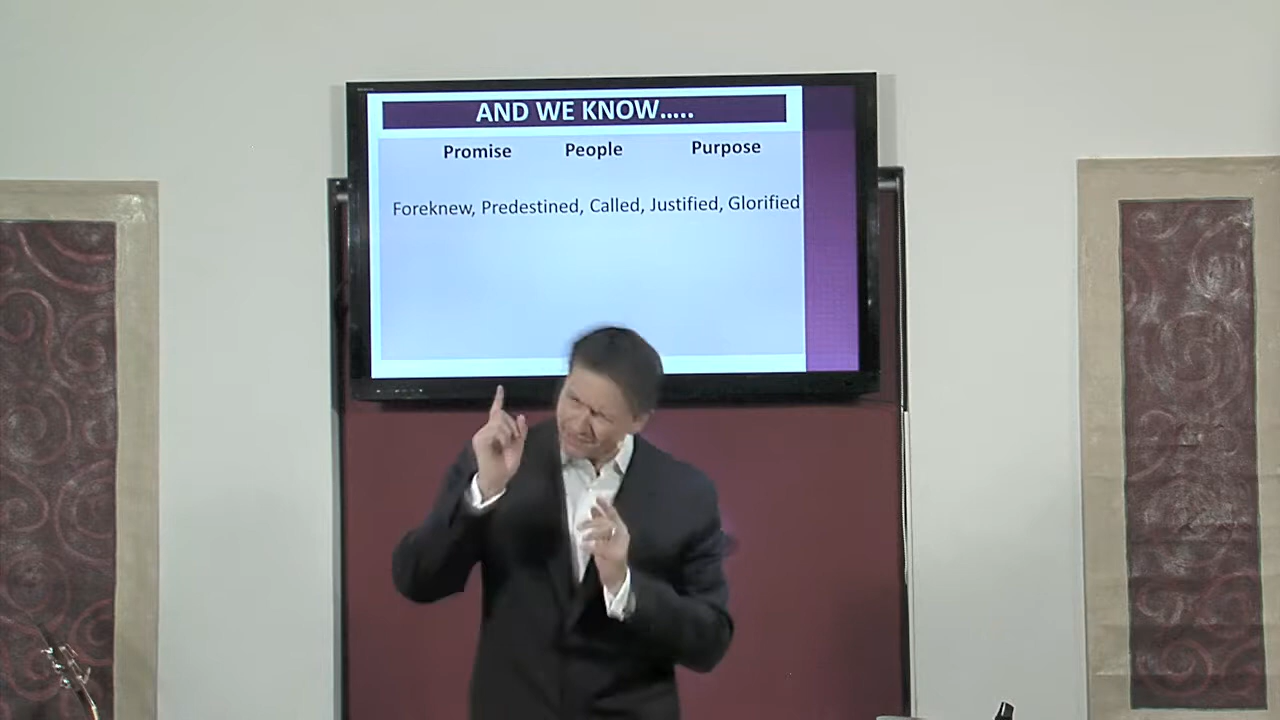 AND WE KNOW.....
Promise People Purpose
Foreknew, Predestined, Called, Justified, Glorified